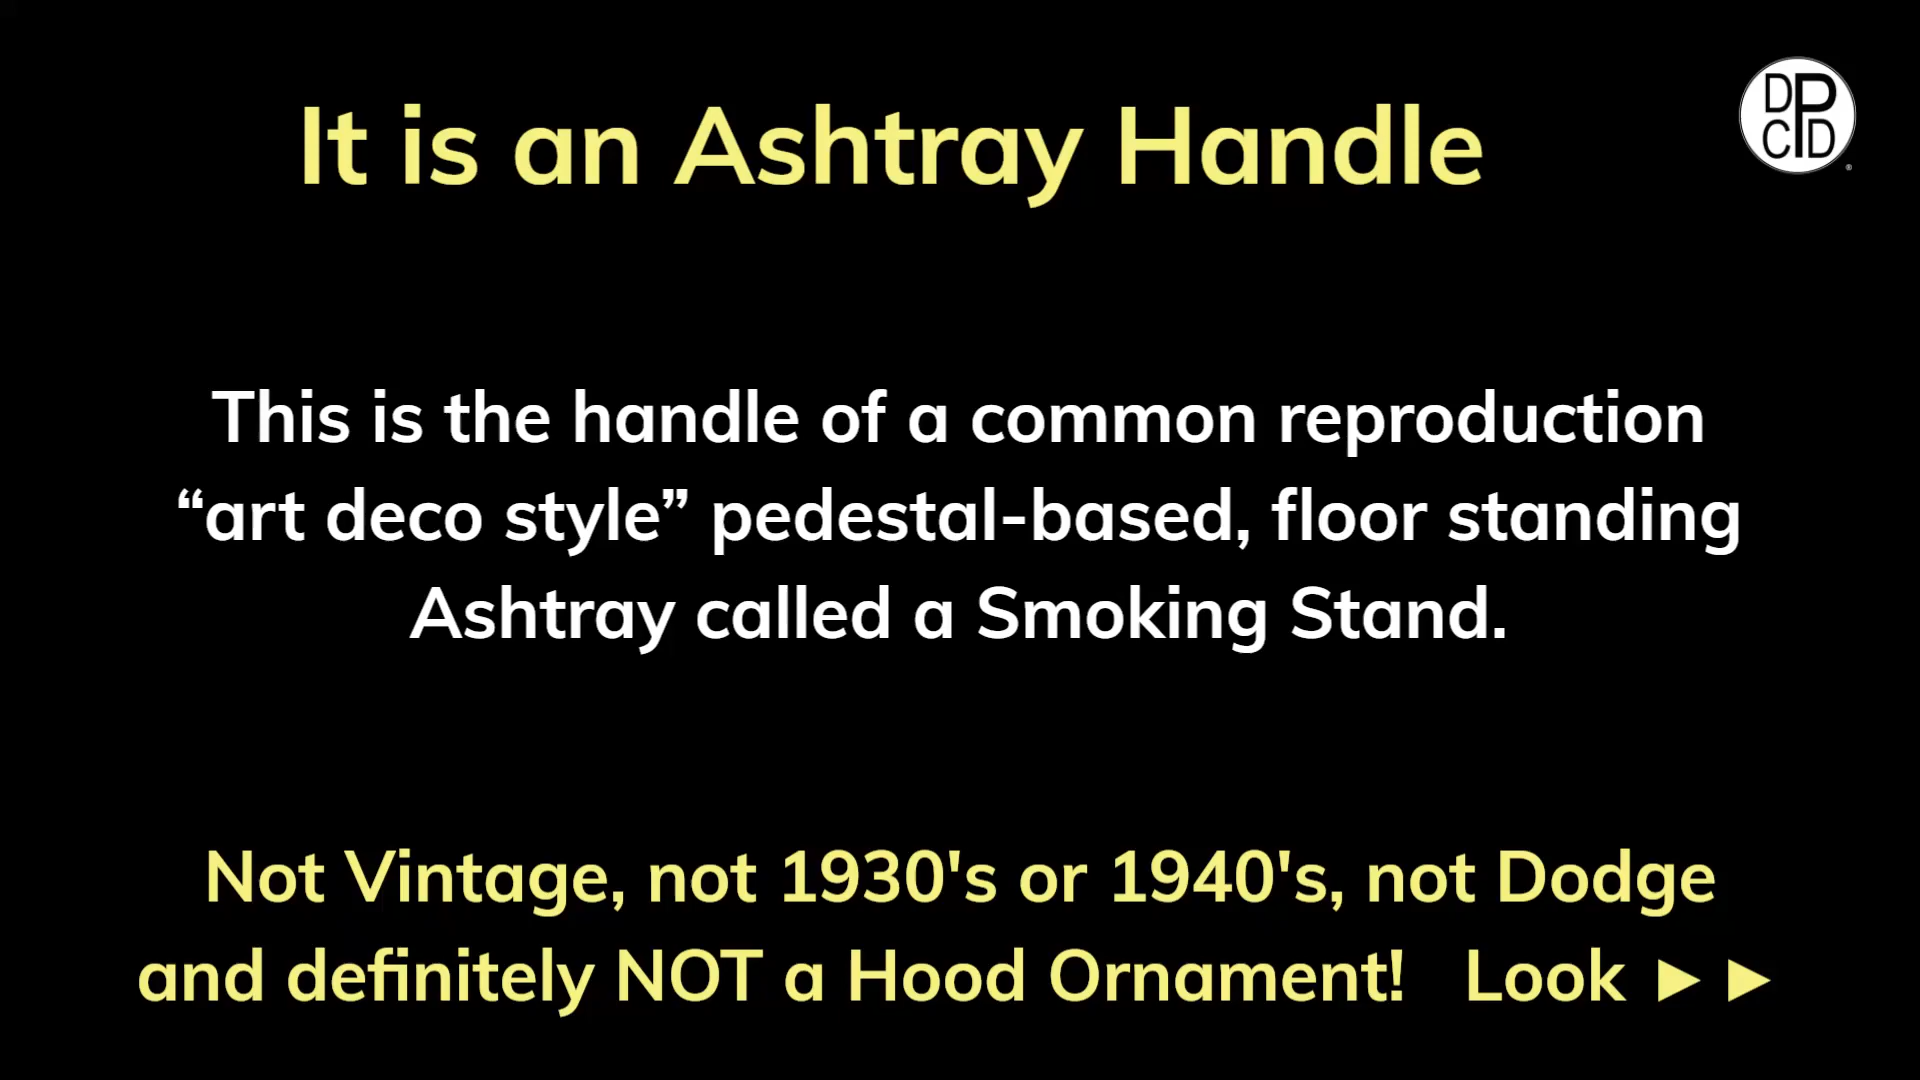 It is an Ashtray Handle
DPCD
®
This is the handle of a common reproduction
“art deco style” pedestal-based, floor standing
Ashtray called a Smoking Stand.
Not Vintage, not 1930's or 1940's, not Dodge
and definitely NOT a Hood Ornament! Look ►►